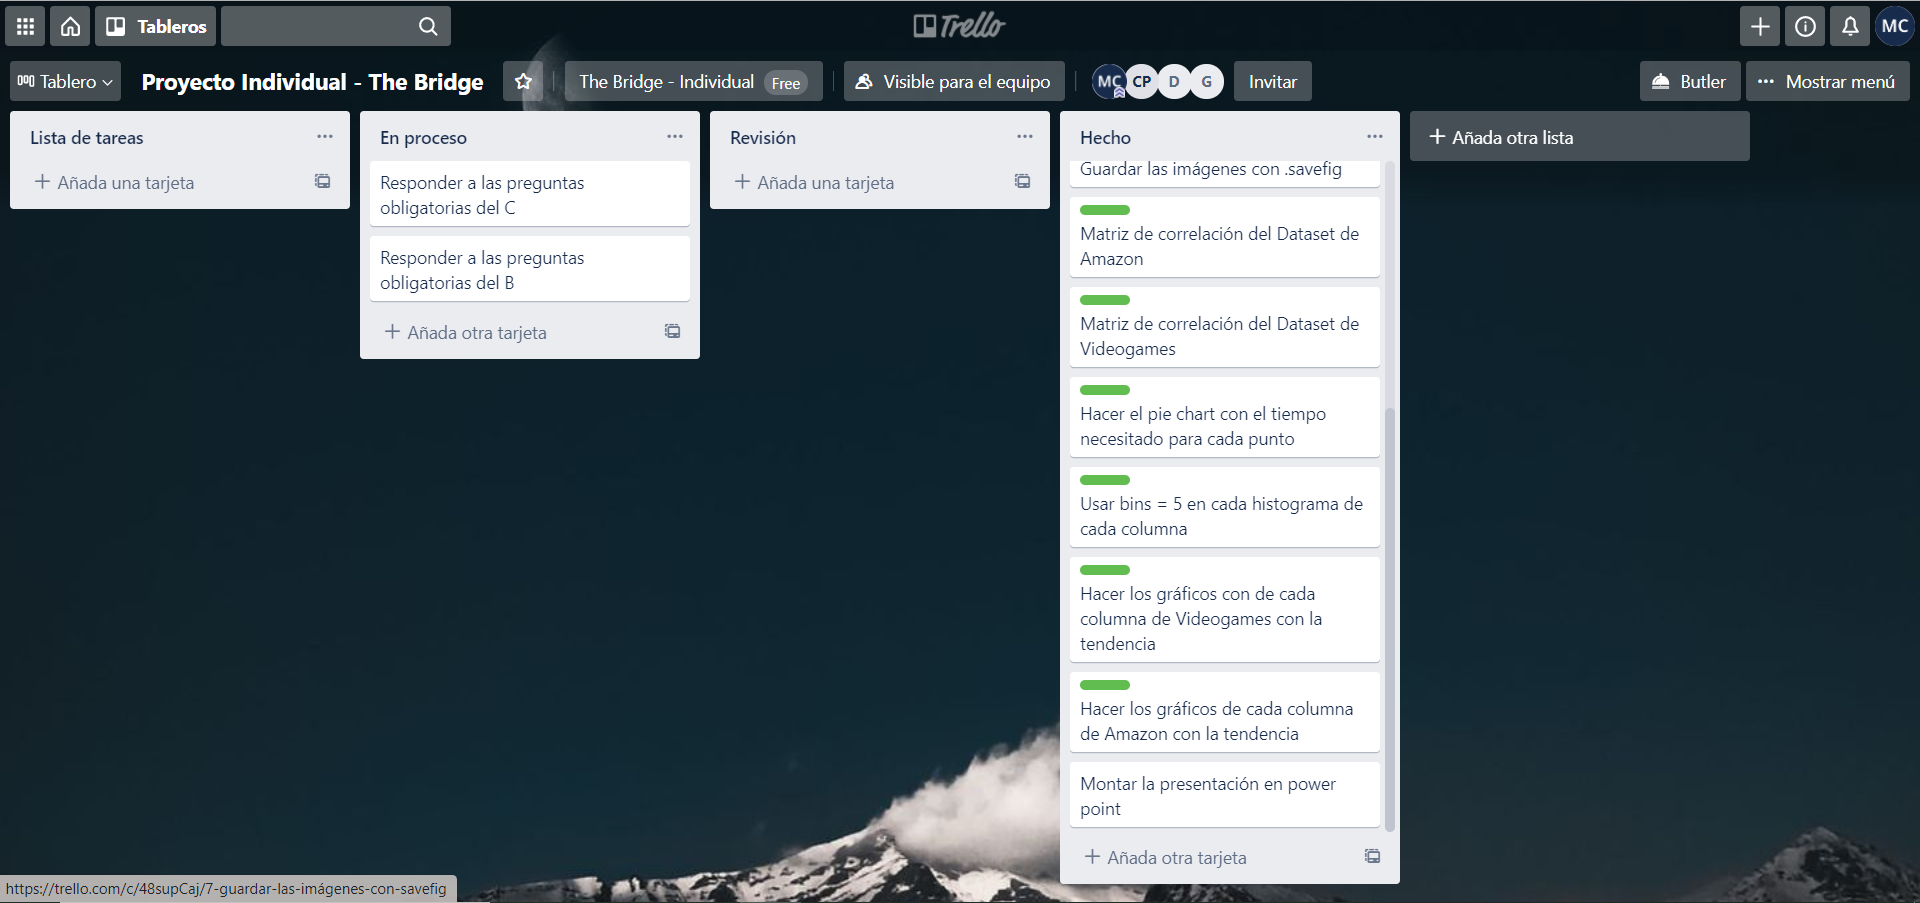 Tableros
Trello
MC
Tablero
Proyecto Individual - The Bridge
The Bridge - Individual Free
Visible para el equipo
MC CP D G
Invitar
Butler
Mostrar menú
Lista de tareas
Añada una tarjeta
En proceso
Responder a las preguntas
obligatorias del C
Responder a las preguntas
obligatorias del B
Añada otra tarjeta
Revisión
Añada una tarjeta
Hecho
Guardar las imágenes con .savefig
Matriz de correlación del Dataset de
Amazon
Matriz de correlación del Dataset de
Videogames
Hacer el pie chart con el tiempo
necesitado para cada punto
Usar bins = 5 en cada histograma de
cada columna
Hacer los gráficos con de cada
columna de Videogames con la
tendencia
Hacer los gráficos de cada columna
de Amazon con la tendencia
Montar la presentación en power
point
Añada otra tarjeta
Añada otra lista
https://trello.com/c/48supCaj/7-guardar-las-imágenes-con-savefig